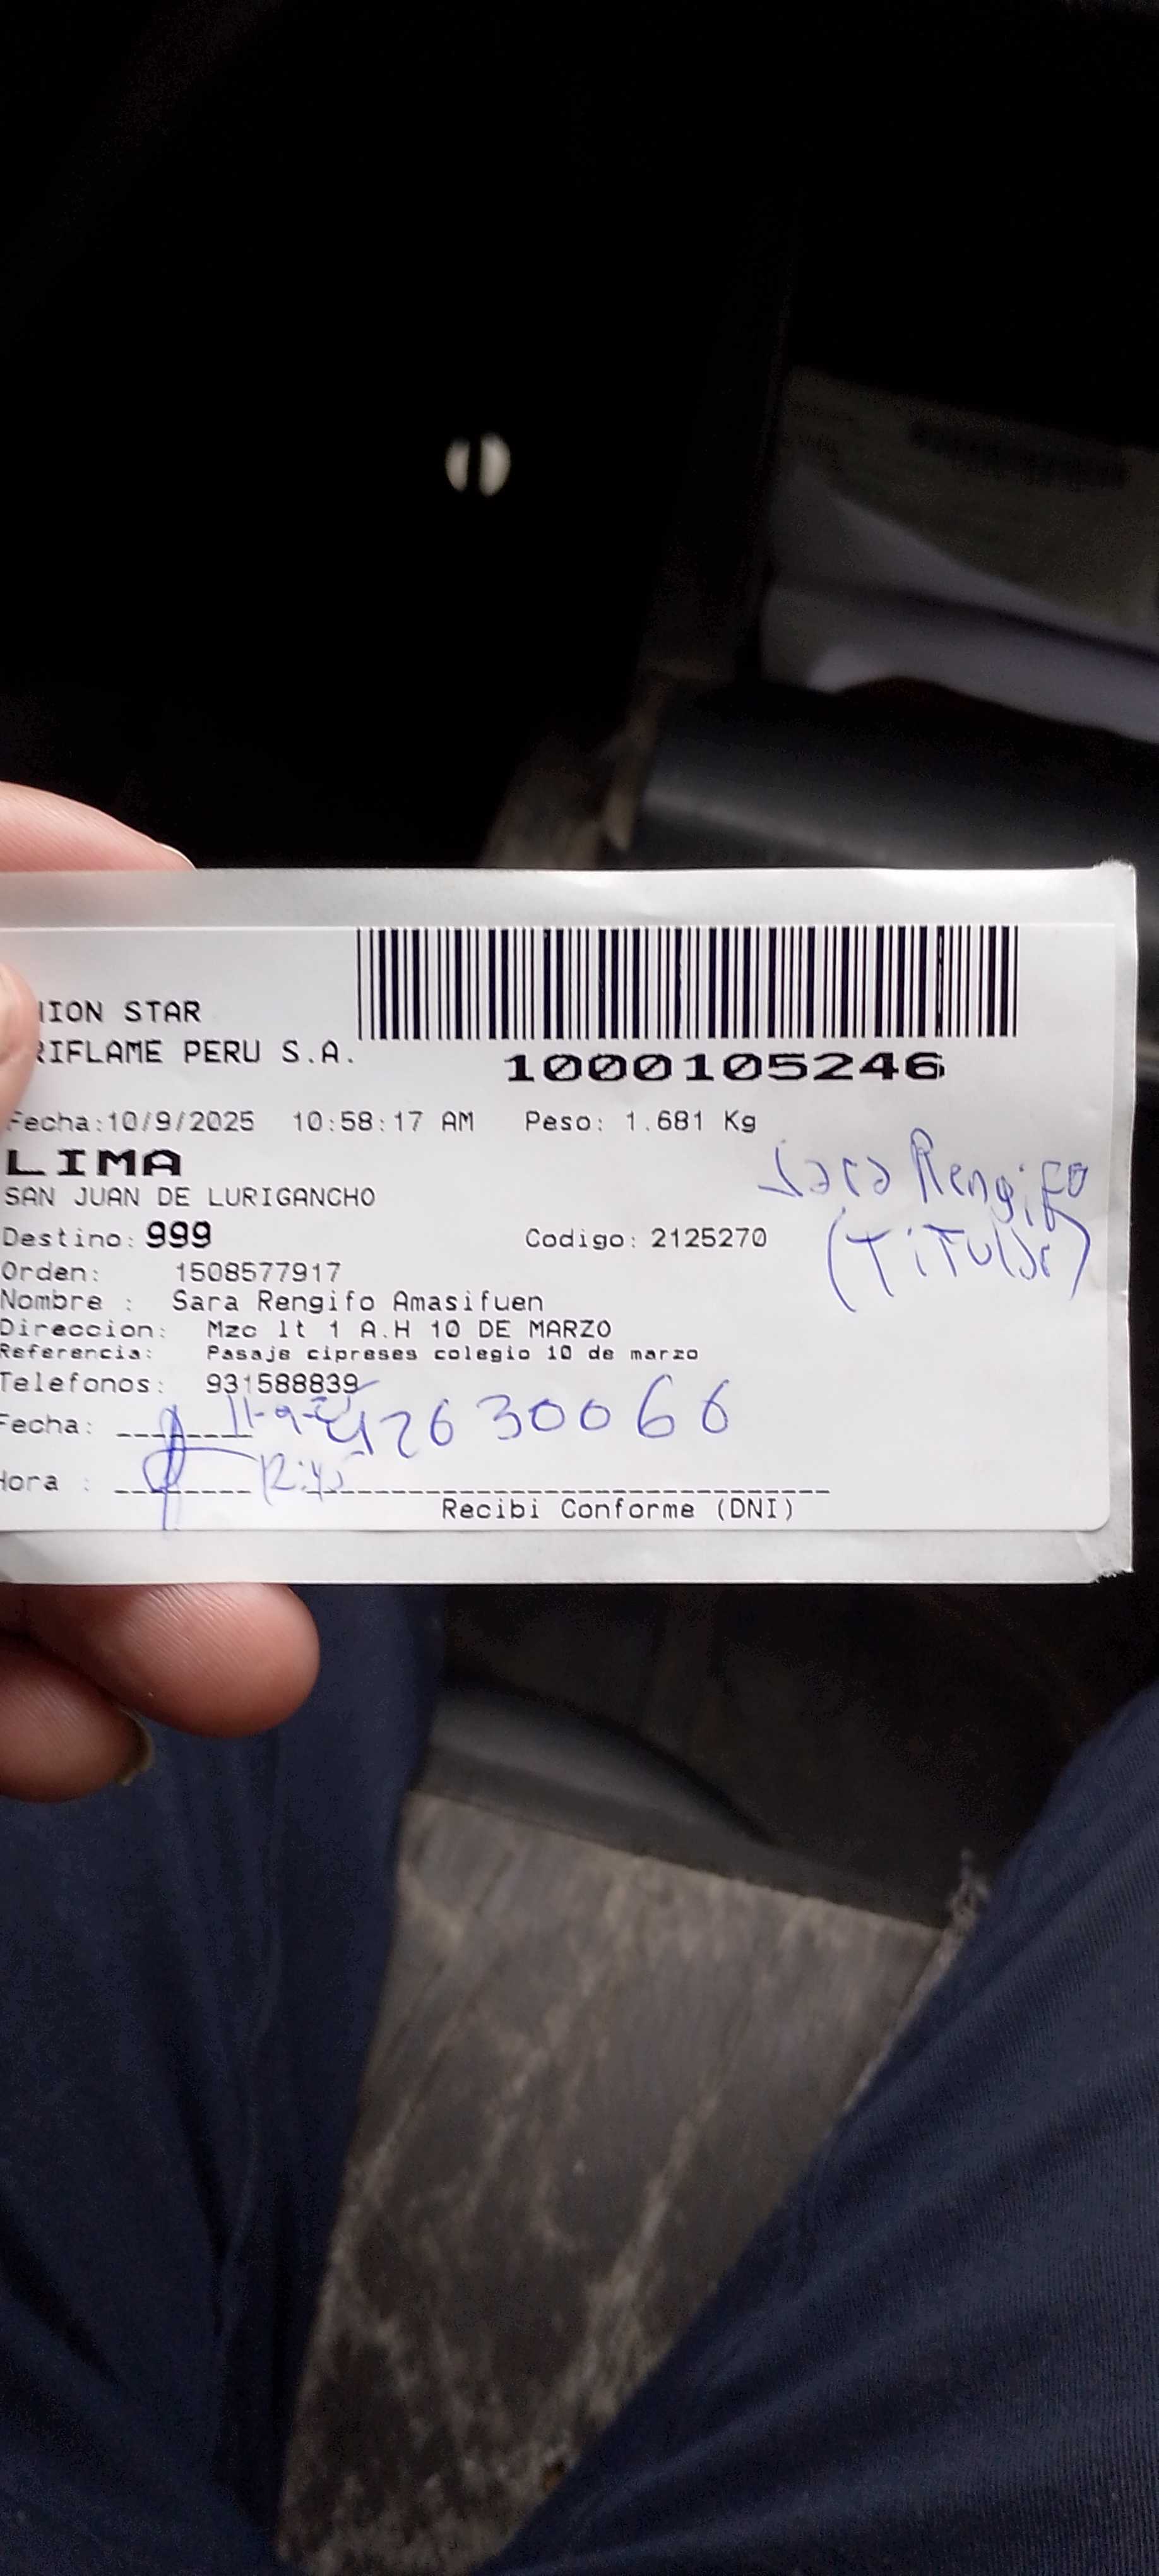 NION STAR
RIFLAME PERU S.A.
1000105246
Fecha:10/9/2025 10:58:17 AM Peso: 1.681 Kg
LIMA
Sara Rengifo
SAN JUAN DE LURIGANCHO
(TiTular)
Destino: 999 Codigo: 2125270
Orden: 1508577917
Nombre : Sara Rengifo Amasifuen
Direccion: Mzc lt 1 A.H 10 DE MARZO
Referencia: Pasaje cipreses colegio 10 de marzo
Telefonos: 931588839
Fecha: 42630066
Hora :
Recibi Conforme (DNI)